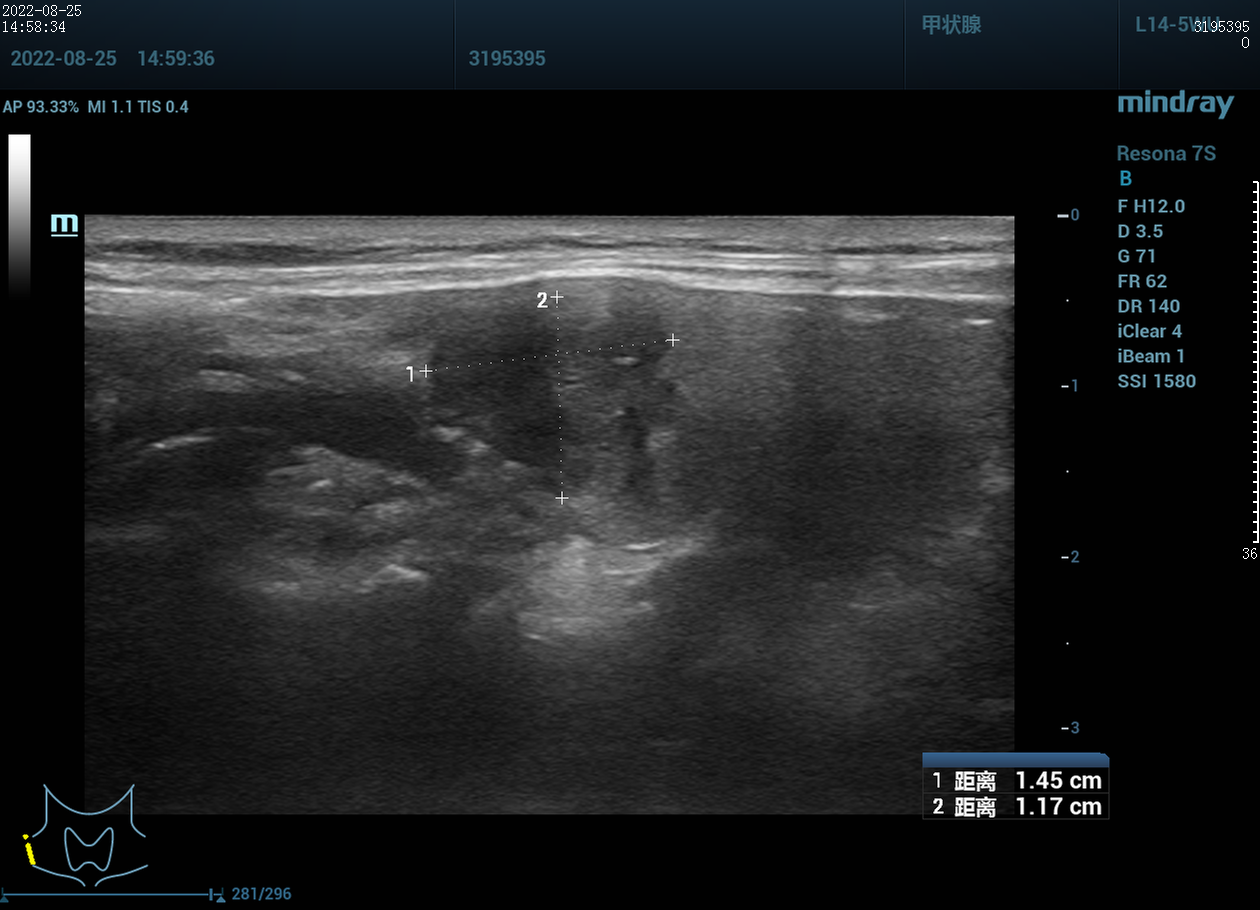 2022-08-25
14:58:34
甲状腺
L14-5WU
3195395
0
2022-08-25 14:59:36
3195395
AP 93.33% MI 1.1 TIS 0.4
mindray
Resona 7S
B
F H12.0
D 3.5
G 71
FR 62
DR 140
iClear 4
iBeam 1
SSI 1580
m
0
1
2
3
2
1
36
1 距离 1.45 cm
2 距离 1.17 cm
281/296